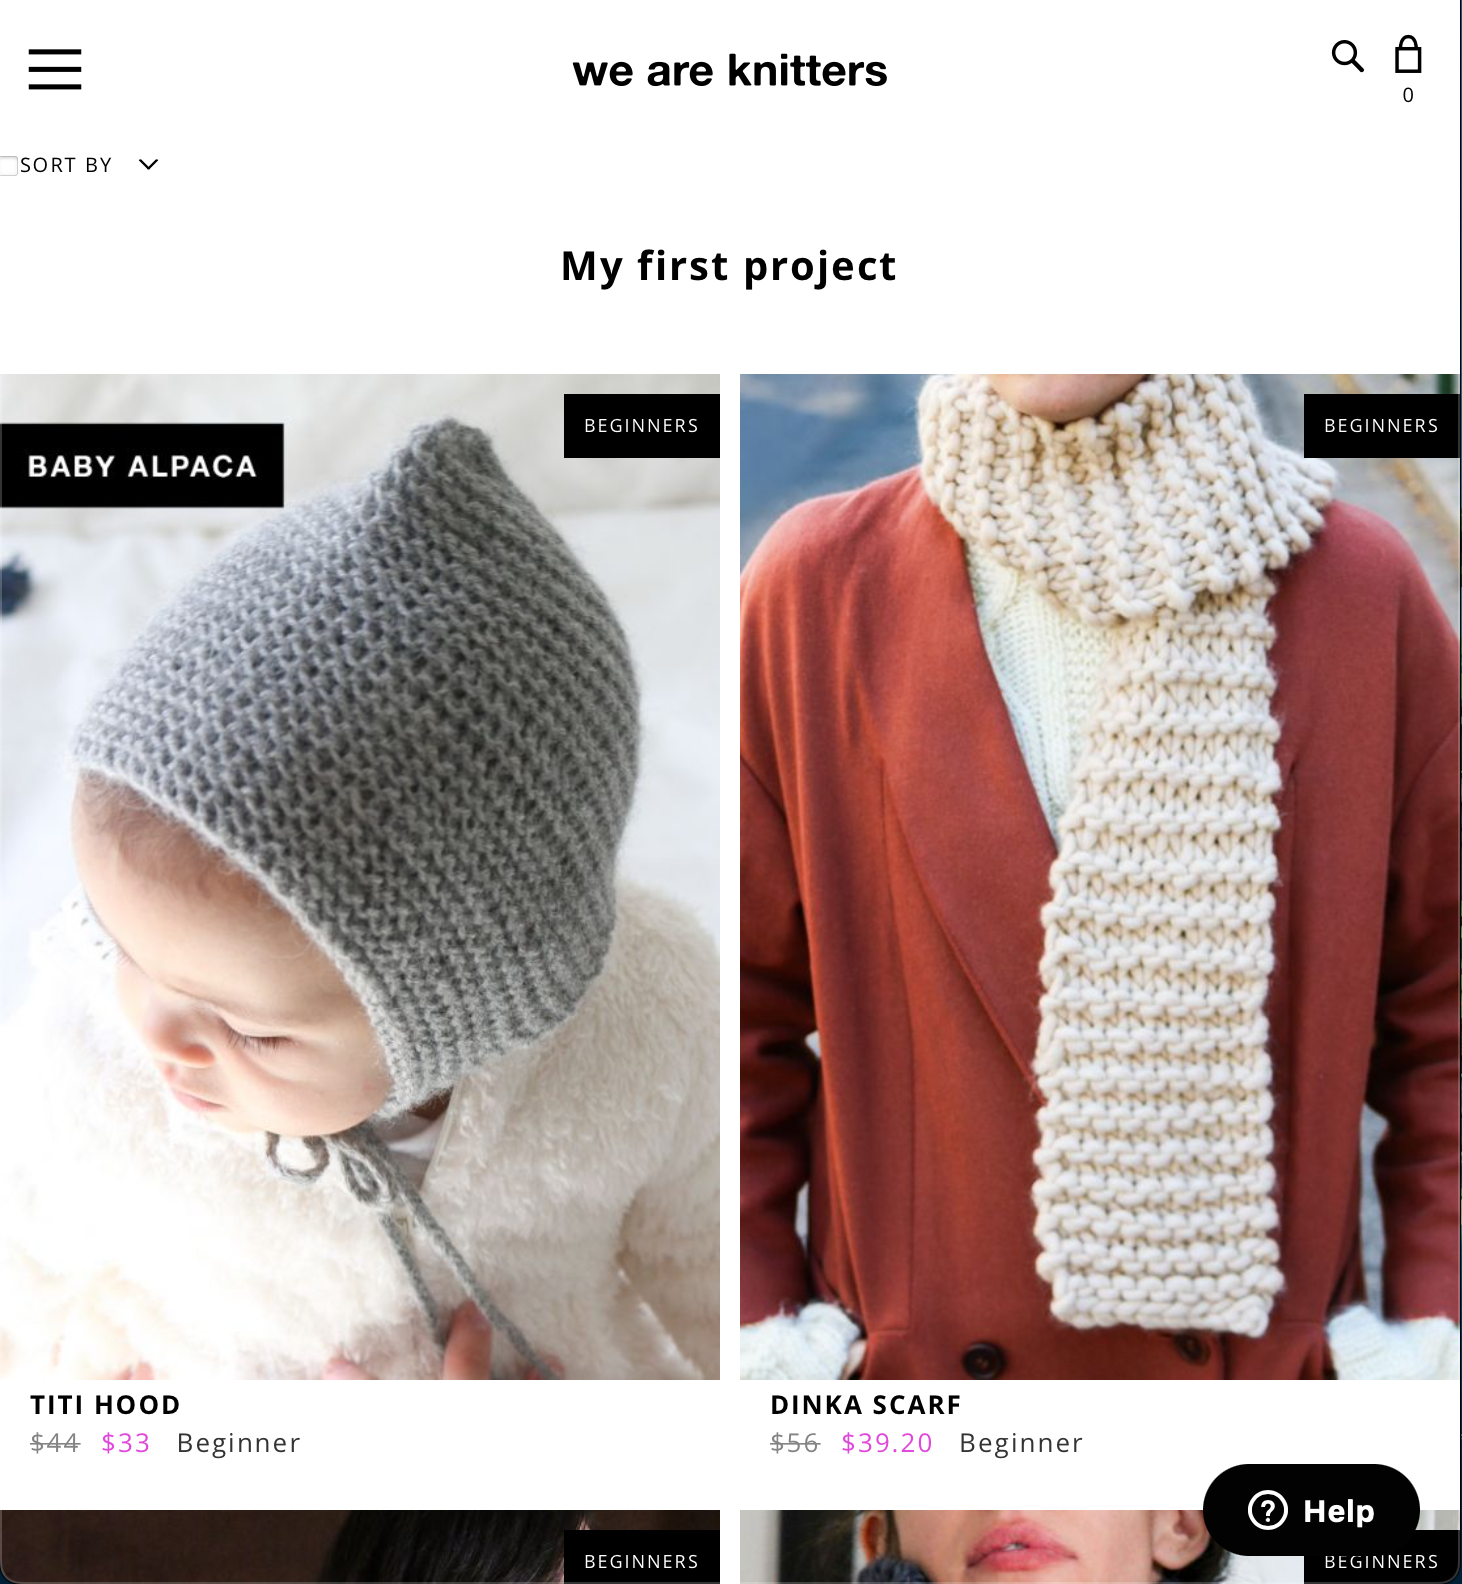 we are knitters
0
SORT BY
My first project
BEGINNERS
BABY ALPACA
BEGINNERS
TITI HOOD
$44 $33 Beginner
DINKA SCARF
$56 $39.20 Beginner
Help
BEGINNERS
BEGINNERS